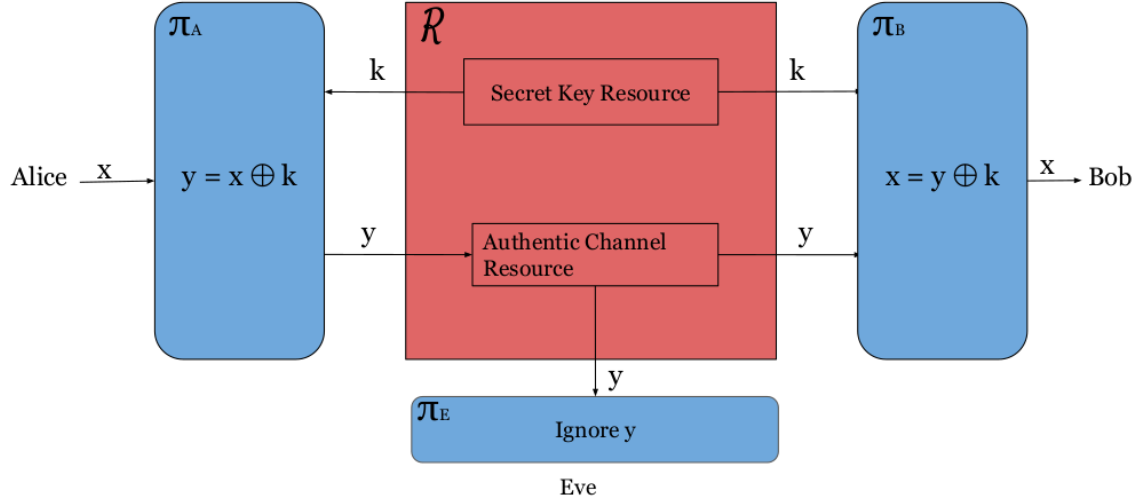 πA
R
πB
k
k
Secret Key Resource
Alice
x
y = x ⊕ k
x = y ⊕ k
x
Bob
y
Authentic Channel
Resource
y
y
πE
Ignore y
Eve